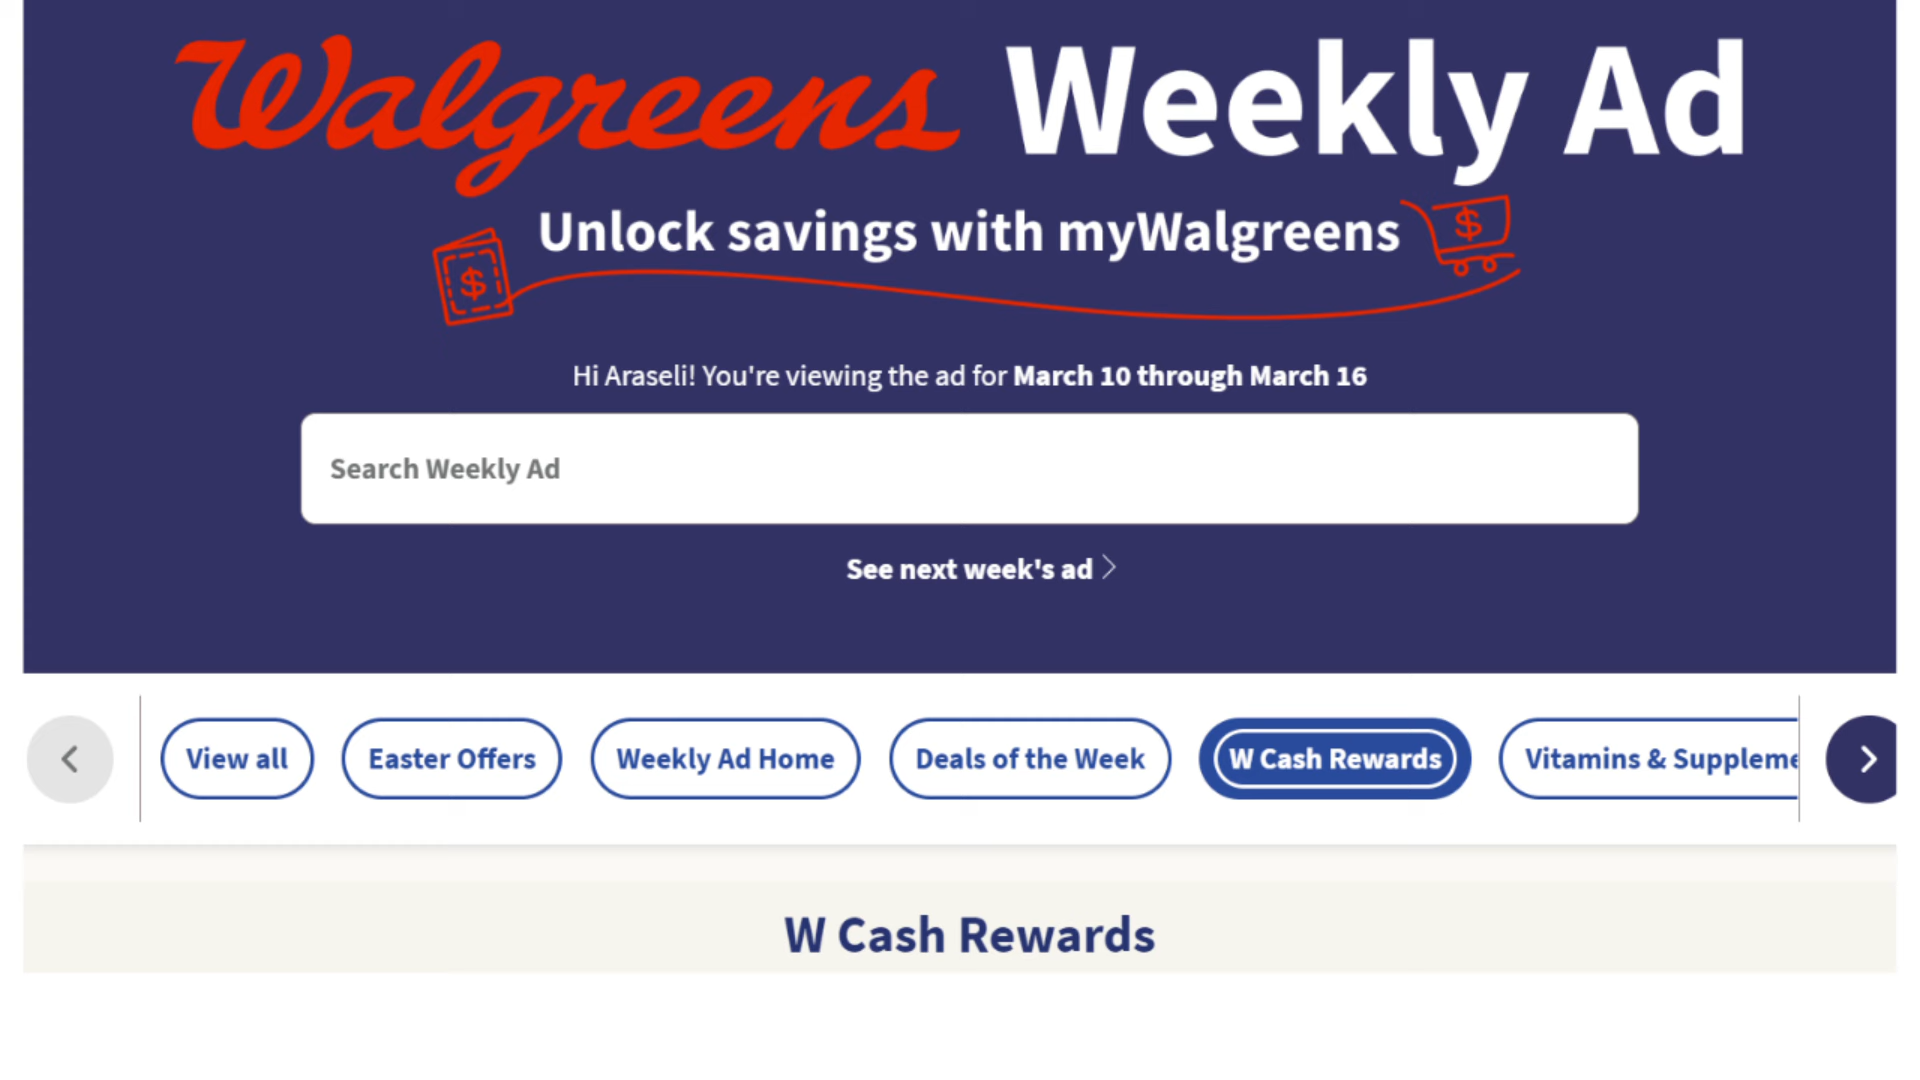 Walgreens Weekly Ad
Unlock savings with myWalgreens
$
$
Hi Araseli! You're viewing the ad for March 10 through March 16
Search Weekly Ad
See next week's ad
View all
Easter Offers
Weekly Ad Home
Deals of the Week
W Cash Rewards
Vitamins & Suppleme
W Cash Rewards